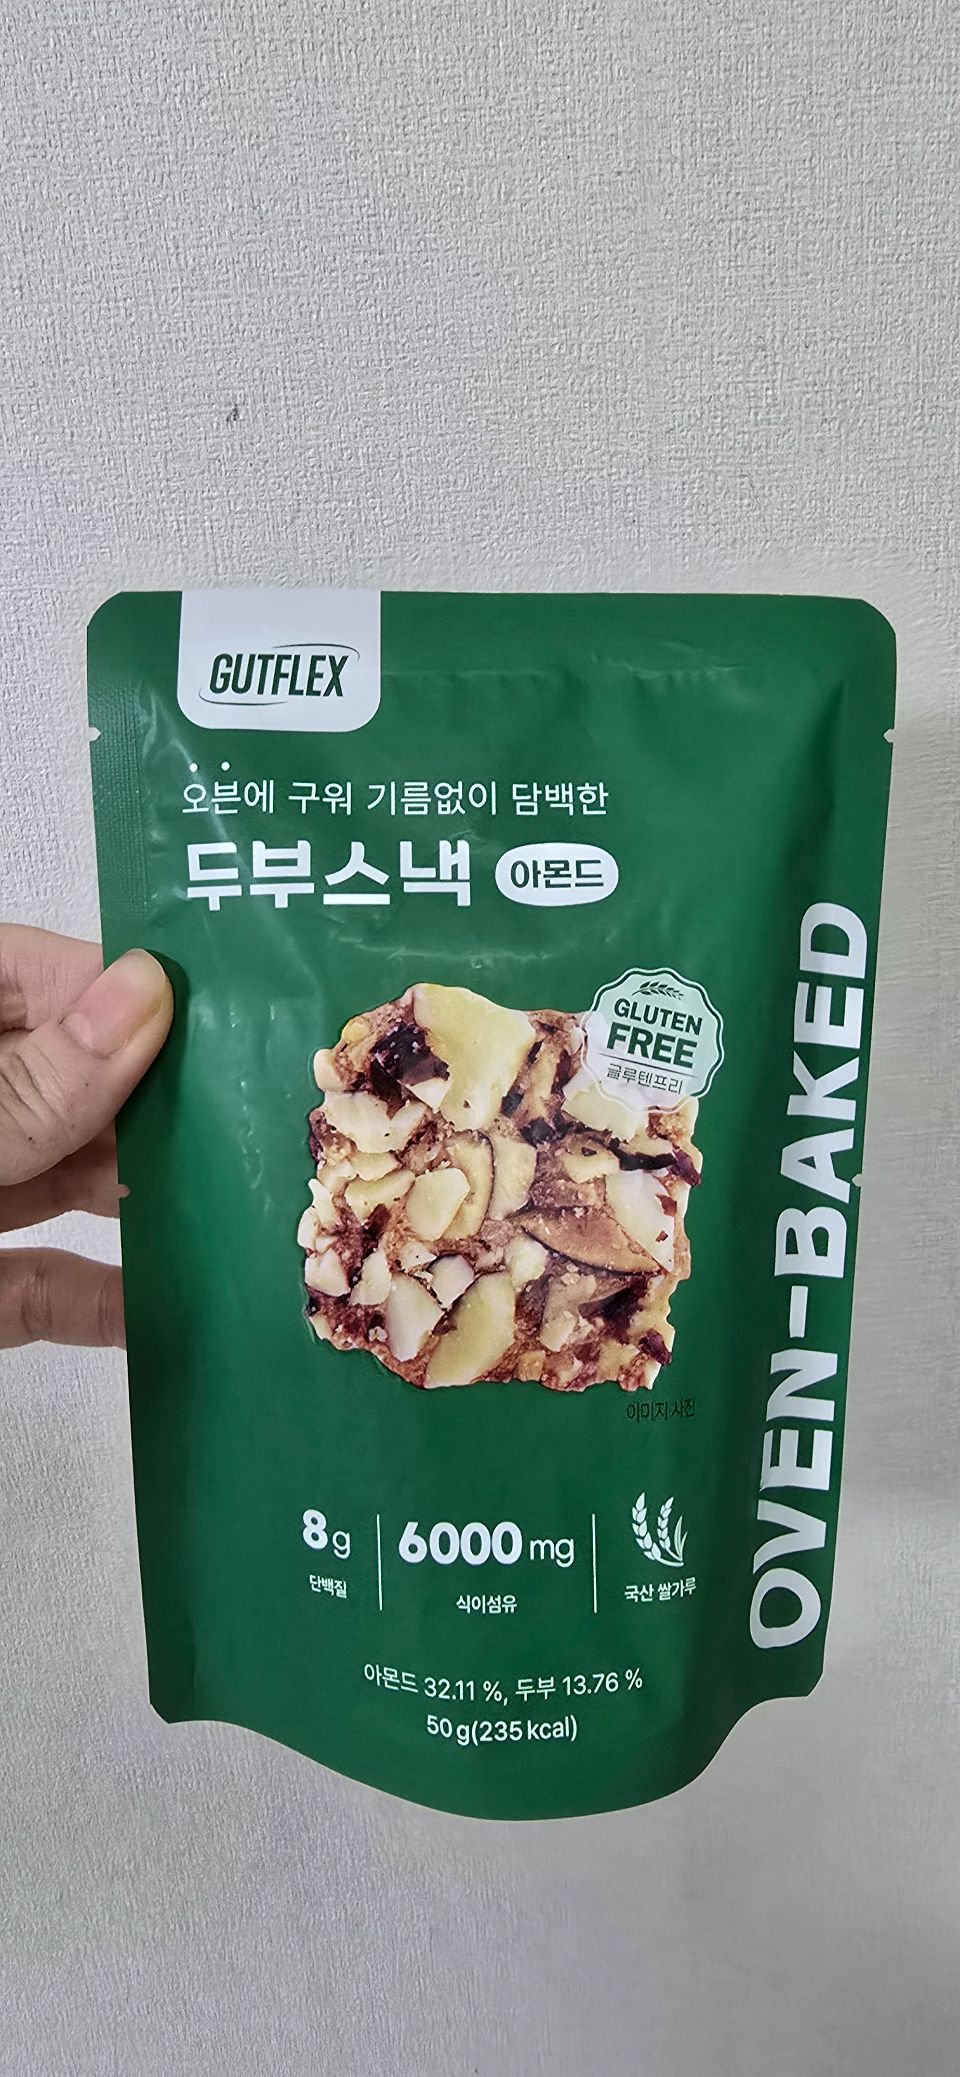 GUTFLEX
오븐에 구워 기름없이 담백한
두부스낵 아몬드
GLUTEN
FREE
글루텐프리
OVEN-BAKED
이미지 사진
8g
단백질
6000mg
식이섬유
국산 쌀가루
아몬드 32.11 %, 두부 13.76 %
50 g(235 kcal)